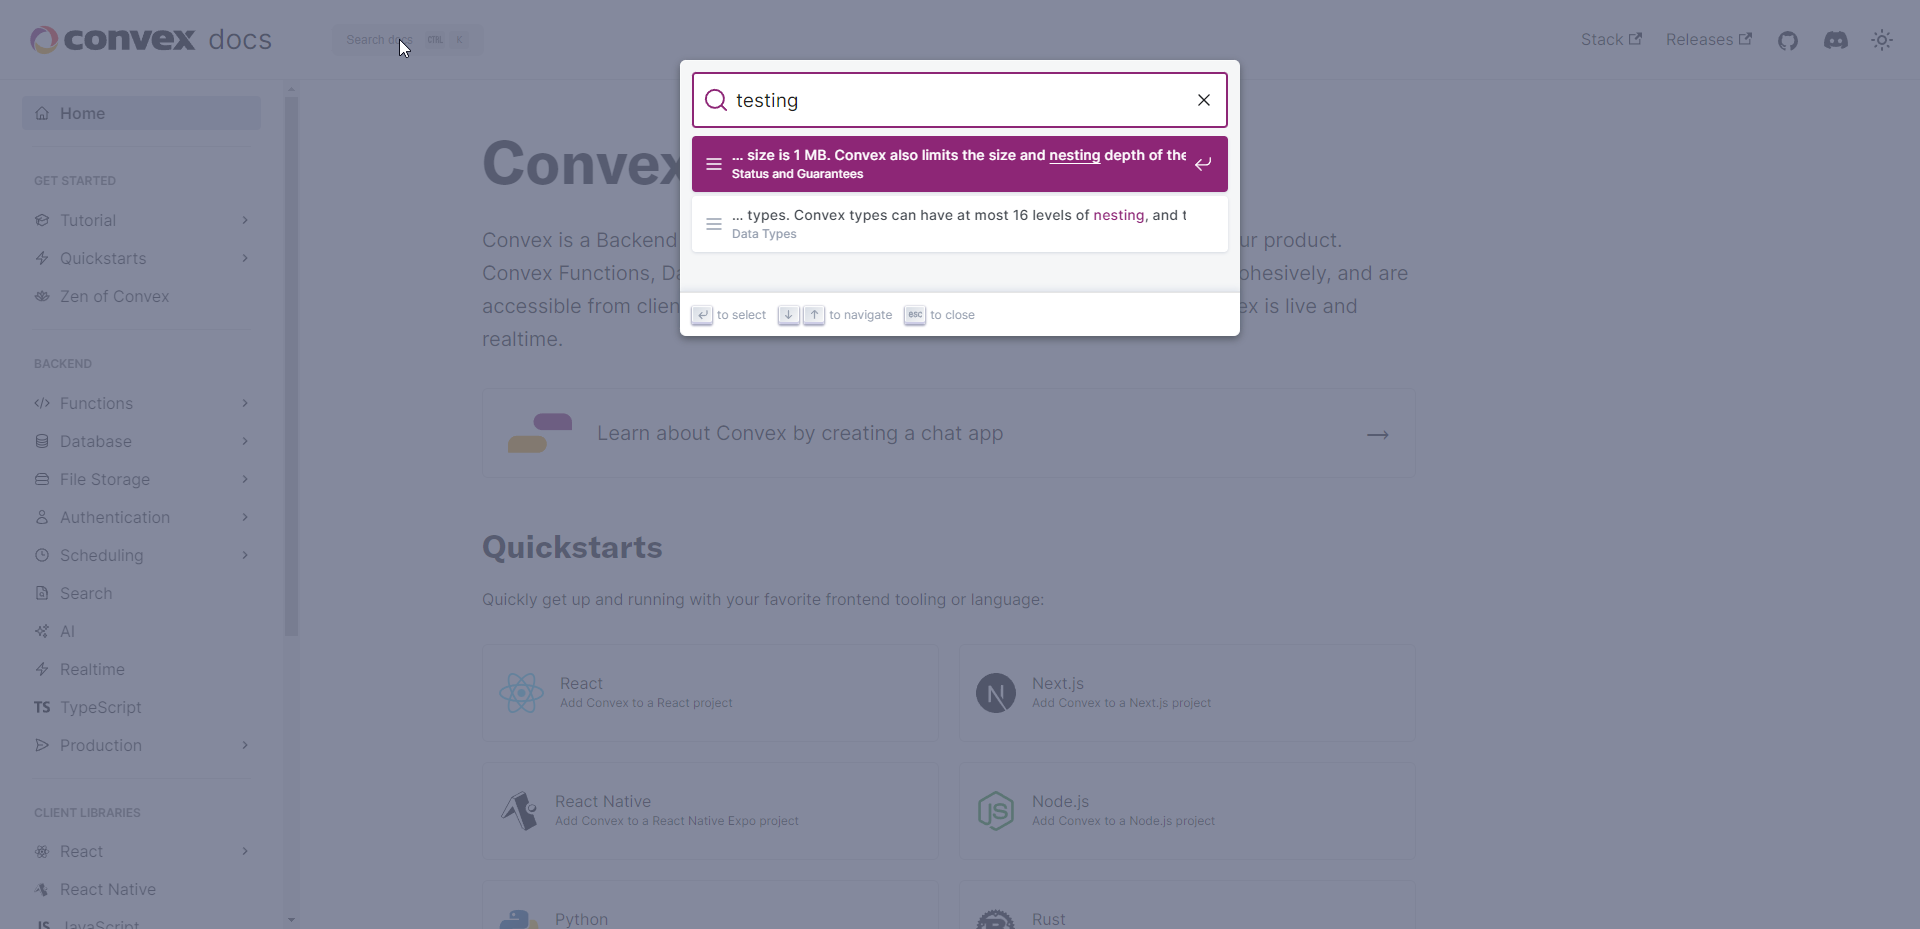 convex docs
Search docs CTRL K
Stack
Releases
testing
... size is 1 MB. Convex also limits the size and nesting depth of the
Status and Guarantees
... types. Convex types can have at most 16 levels of nesting, and t
Data Types
to select
to navigate
ESC to close
Home
GET STARTED
Tutorial
Quickstarts
Zen of Convex
BACKEND
Functions
Database
File Storage
Authentication
Scheduling
Search
AI
Realtime
TS TypeScript
Production
CLIENT LIBRARIES
React
React Native
JS JavaScript
Convex
Convex is a Backend ur product.
Convex Functions, Da ohesively, and are
accessible from clien ex is live and
realtime.
Learn about Convex by creating a chat app
Quickstarts
Quickly get up and running with your favorite frontend tooling or language:
React
Add Convex to a React project
Next.js
Add Convex to a Next.js project
React Native
Add Convex to a React Native Expo project
Node.js
Add Convex to a Node.js project
Python
Rust